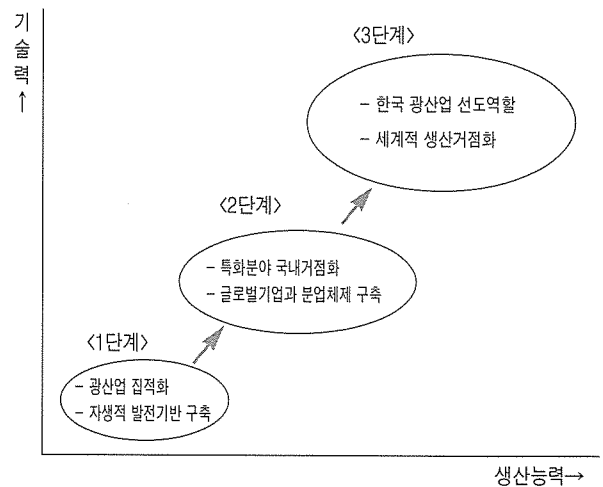 기술력→
<3단계>
- 한국 광산업 선도역할
- 세계적 생산거점화
<2단계>
- 특화분야 국내거점화
- 글로벌기업과 분업체제 구축
<1단계>
- 광산업 집적화
- 자생적 발전기반 구축
생산능력→